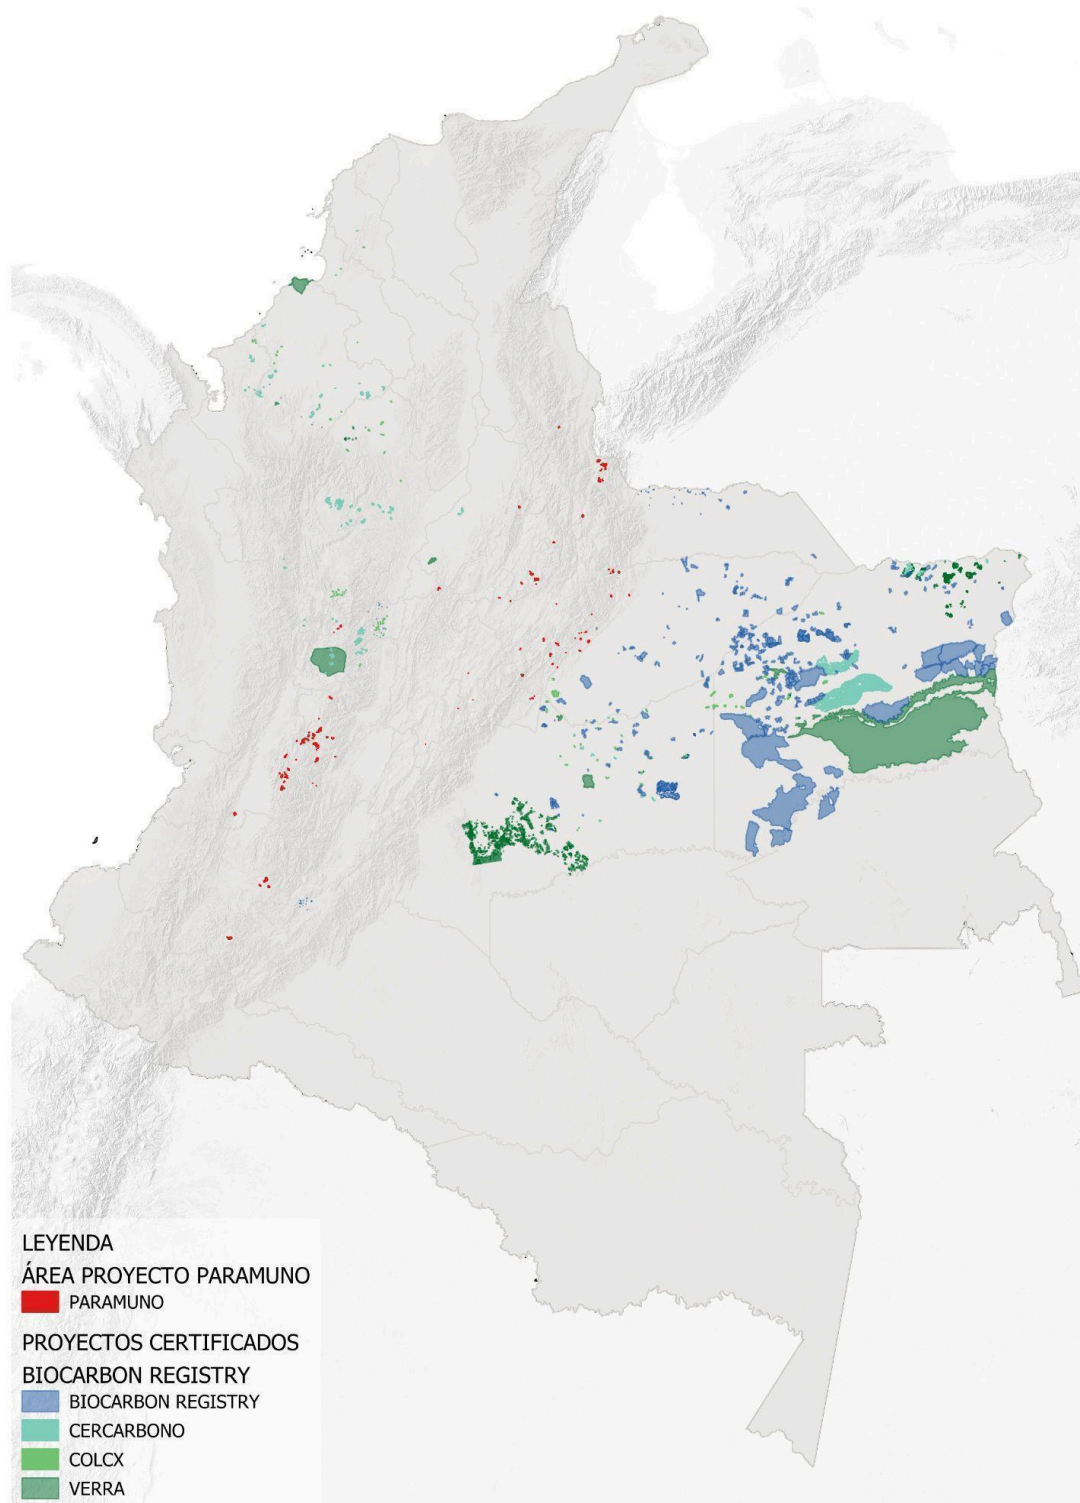 LEYENDA
ÁREA PROYECTO PARAMUNO
PARAMUNO
PROYECTOS CERTIFICADOS
BIOCARBON REGISTRY
BIOCARBON REGISTRY
CERCARBONO
COLCX
VERRA